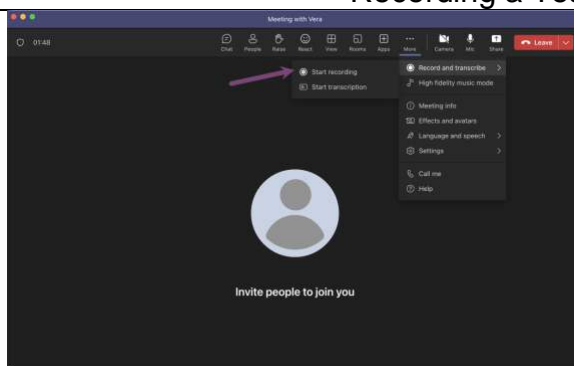 Recording a
Meeting with Vera
01:48
Chat People Raise React View Rooms Apps More Camera Mic Share Leave
Start recording
Start transcription
Record and transcribe
High fidelity music mode
Meeting info
Effects and avatars
Language and speech
Settings
Call me
Help
Invite people to join you